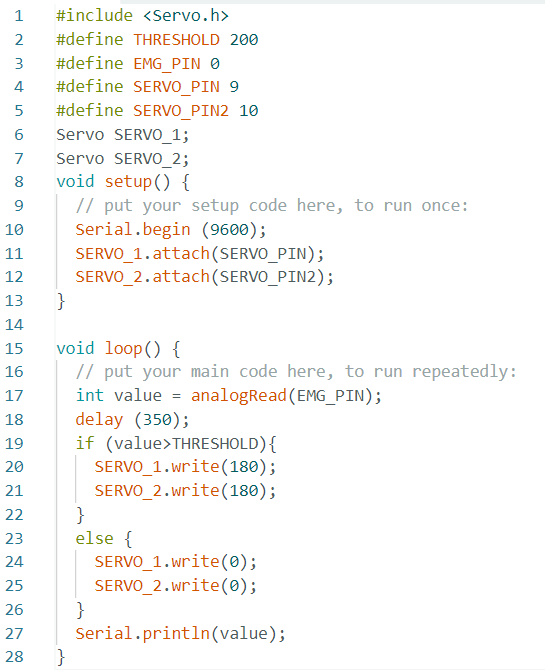 1 #include <Servo.h>
2 #define THRESHOLD 200
3 #define EMG_PIN 0
4 #define SERVO_PIN 9
5 #define SERVO_PIN2 10
6 Servo SERVO_1;
7 Servo SERVO_2;
8 void setup() {
9   // put your setup code here, to run once:
10   Serial.begin (9600);
11   SERVO_1.attach(SERVO_PIN);
12   SERVO_2.attach(SERVO_PIN2);
13 }
14
15 void loop() {
16   // put your main code here, to run repeatedly:
17   int value = analogRead(EMG_PIN);
18   delay (350);
19   if (value>THRESHOLD){
20     SERVO_1.write(180);
21     SERVO_2.write(180);
22   }
23   else {
24     SERVO_1.write(0);
25     SERVO_2.write(0);
26   }
27   Serial.println(value);
28 }